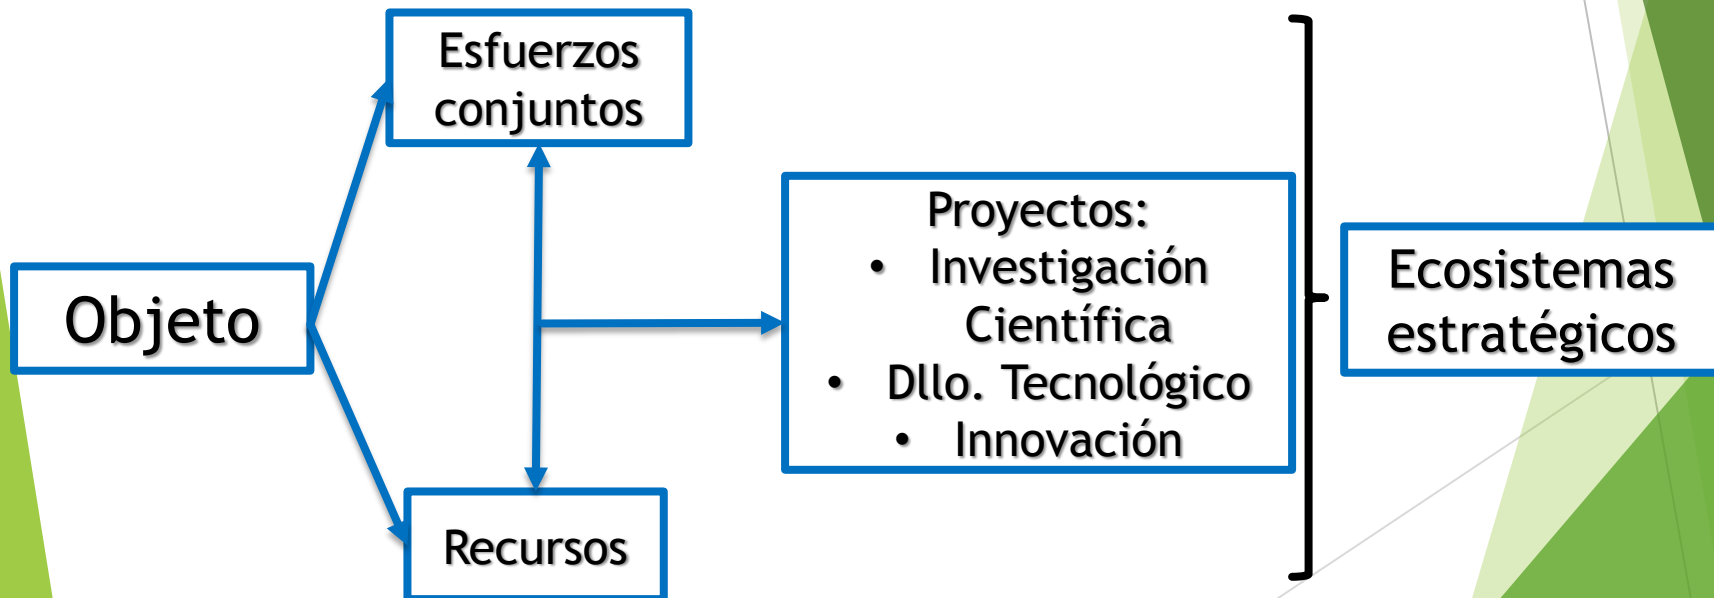 Esfuerzos
conjuntos
Objeto
Recursos
Proyectos:
• Investigación
Científica
• Dllo. Tecnológico
• Innovación
Ecosistemas
estratégicos